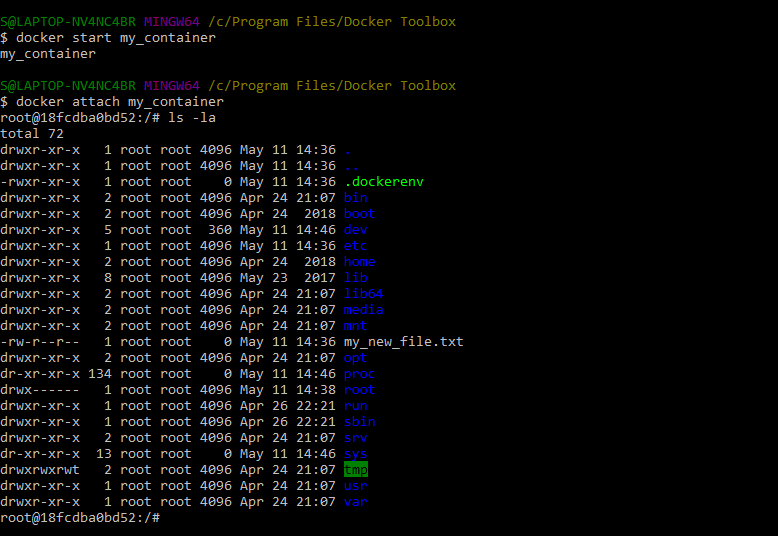 S@LAPTOP-NV4NC4BR MINGW64 /c/Program Files/Docker Toolbox
$ docker start my_container
my_container
S@LAPTOP-NV4NC4BR MINGW64 /c/Program Files/Docker Toolbox
$ docker attach my_container
root@18fcdba0bd52:/# ls -la
total 72
drwxr-xr-x   1 root root 4096 May 11 14:36 .
drwxr-xr-x   1 root root 4096 May 11 14:36 ..
-rwxr-xr-x   1 root root    0 May 11 14:36 .dockerenv
drwxr-xr-x   2 root root 4096 Apr 24 21:07 bin
drwxr-xr-x   2 root root 4096 Apr 24  2018 boot
drwxr-xr-x   5 root root  360 May 11 14:46 dev
drwxr-xr-x   1 root root 4096 May 11 14:36 etc
drwxr-xr-x   2 root root 4096 Apr 24  2018 home
drwxr-xr-x   8 root root 4096 May 23  2017 lib
drwxr-xr-x   2 root root 4096 Apr 24 21:07 lib64
drwxr-xr-x   2 root root 4096 Apr 24 21:07 media
drwxr-xr-x   2 root root 4096 Apr 24 21:07 mnt
-rw-r--r--   1 root root    0 May 11 14:36 my_new_file.txt
drwxr-xr-x   2 root root 4096 Apr 24 21:07 opt
dr-xr-xr-x 134 root root    0 May 11 14:46 proc
drwx------   1 root root 4096 May 11 14:38 root
drwxr-xr-x   1 root root 4096 Apr 26 22:21 run
drwxr-xr-x   1 root root 4096 Apr 26 22:21 sbin
drwxr-xr-x   2 root root 4096 Apr 24 21:07 srv
dr-xr-xr-x  13 root root    0 May 11 14:46 sys
drwxrwxrwt   2 root root 4096 Apr 24 21:07 tmp
drwxr-xr-x   1 root root 4096 Apr 24 21:07 usr
drwxr-xr-x   1 root root 4096 Apr 24 21:07 var
root@18fcdba0bd52:/#